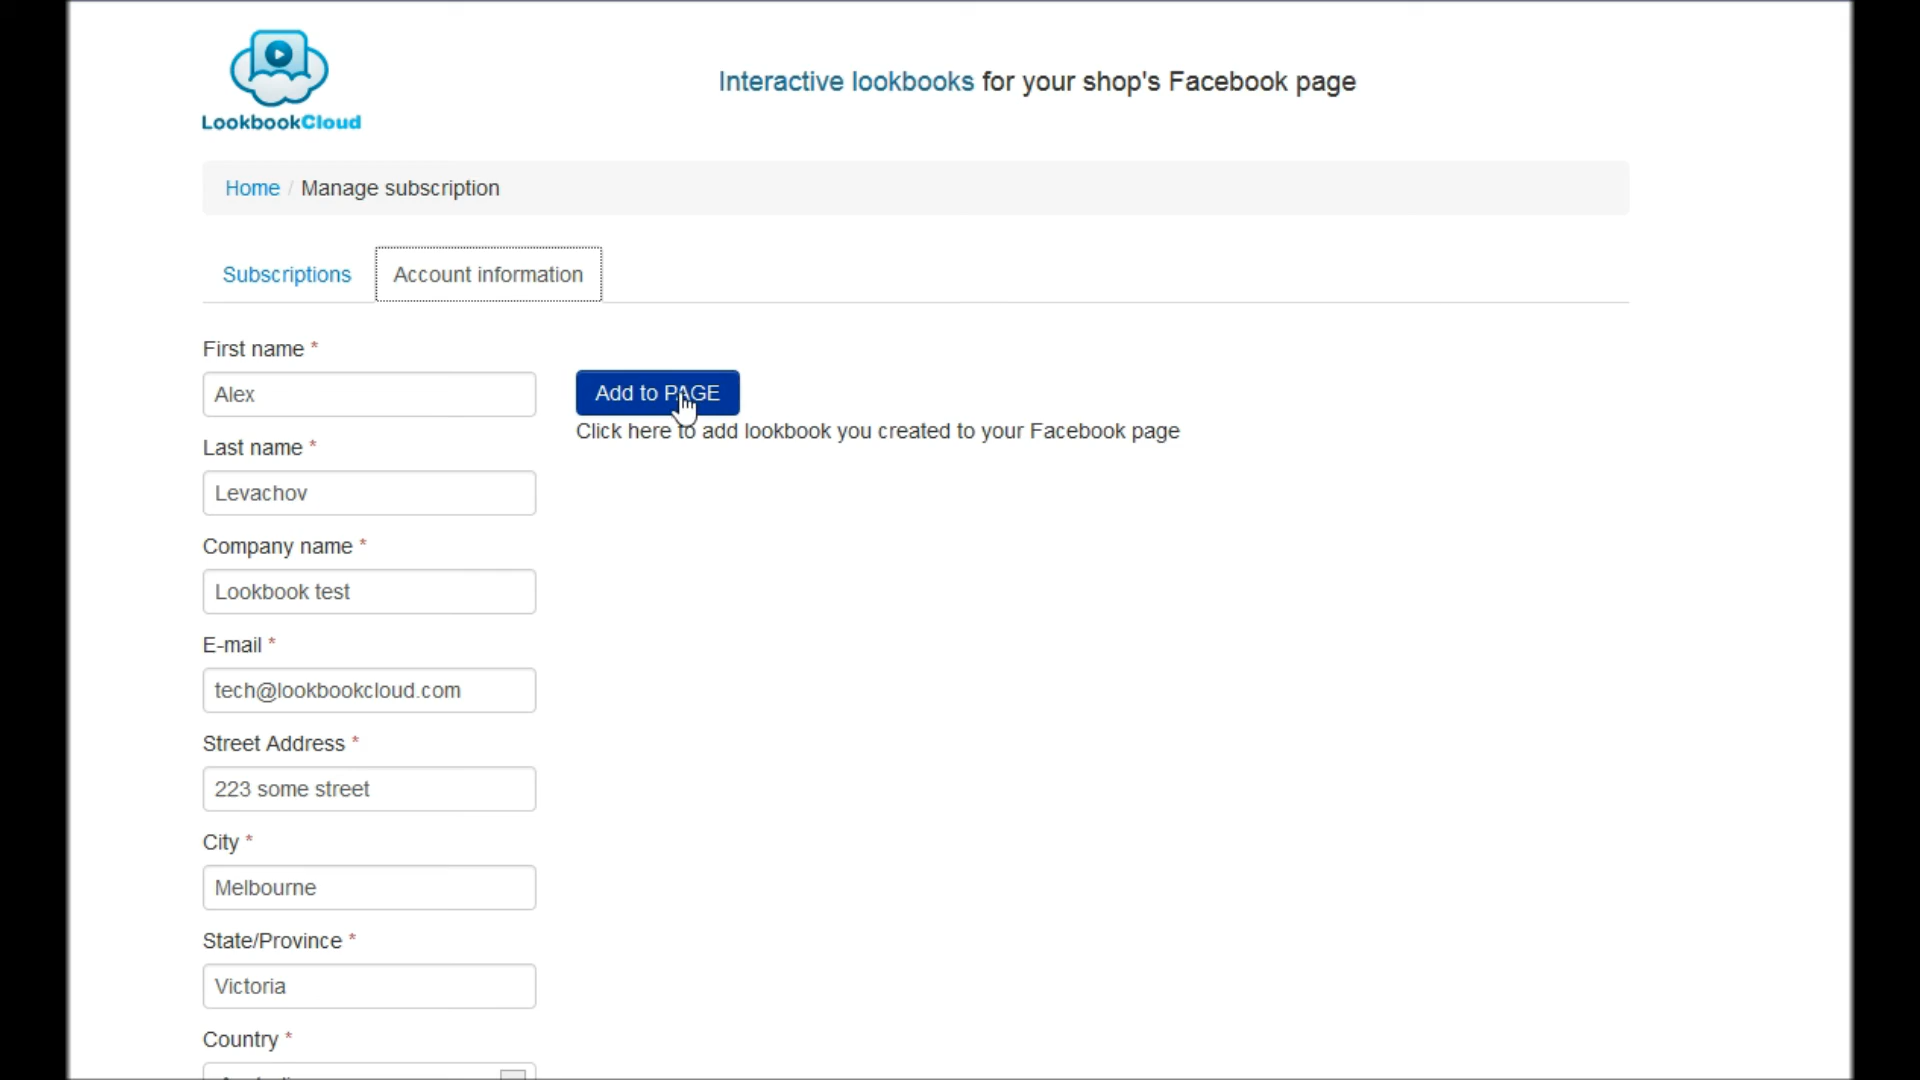 LookbookCloud
Interactive lookbooks for your shop's Facebook page
Home / Manage subscription
Subscriptions Account information
First name *
Alex
Add to PAGE
Click here to add lookbook you created to your Facebook page
Last name *
Levachov
Company name *
Lookbook test
E-mail *
tech@lookbookcloud.com
Street Address *
223 some street
City *
Melbourne
State/Province *
Victoria
Country *